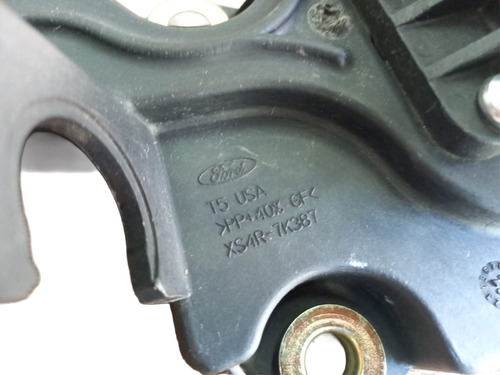 Ford
T5 USA
>PP+40% GF<
XS4R-7K387